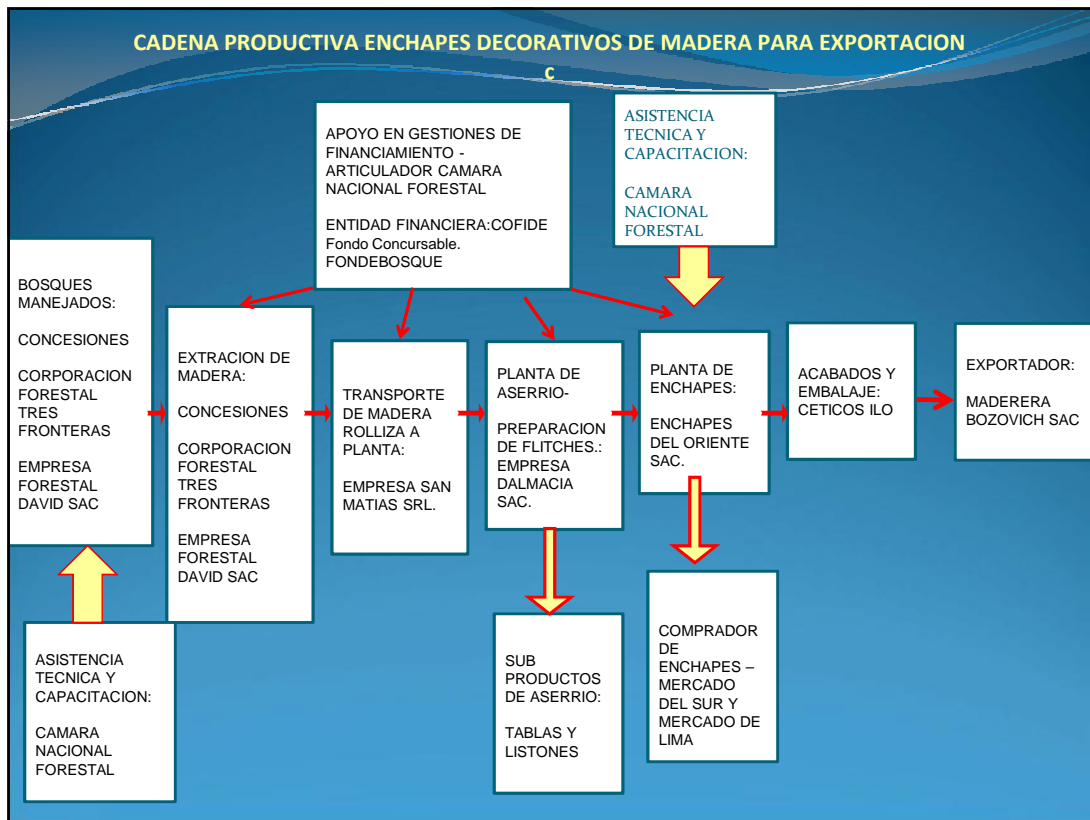 CADENA PRODUCTIVA ENCHAPES DECORATIVOS DE MADERA PARA EXPORTACION
c
APOYO EN GESTIONES DE
FINANCIAMIENTO -
ARTICULADOR CAMARA
NACIONAL FORESTAL
ENTIDAD FINANCIERA:COFIDE
Fondo Concursable.
FONDEBOSQUE
ASISTENCIA
TECNICA Y
CAPACITACION:
CAMARA
NACIONAL
FORESTAL
BOSQUES
MANEJADOS:
CONCESIONES
CORPORACION
FORESTAL
TRES
FRONTERAS
EMPRESA
FORESTAL
DAVID SAC
EXTRACION DE
MADERA:
CONCESIONES
CORPORACION
FORESTAL
TRES
FRONTERAS
EMPRESA
FORESTAL
DAVID SAC
TRANSPORTE
DE MADERA
ROLLIZA A
PLANTA:
EMPRESA SAN
MATIAS SRL.
PLANTA DE
ASERRIO-
PREPARACION
DE FLITCHES.:
EMPRESA
DALMACIA
SAC.
PLANTA DE
ENCHAPES:
ENCHAPES
DEL ORIENTE
SAC.
ACABADOS Y
EMBALAJE:
CETICOS ILO
EXPORTADOR:
MADERERA
BOZOVICH SAC
ASISTENCIA
TECNICA Y
CAPACITACION:
CAMARA
NACIONAL
FORESTAL
SUB
PRODUCTOS
DE ASERRIO:
TABLAS Y
LISTONES
COMPRADOR
DE
ENCHAPES –
MERCADO
DEL SUR Y
MERCADO DE
LIMA